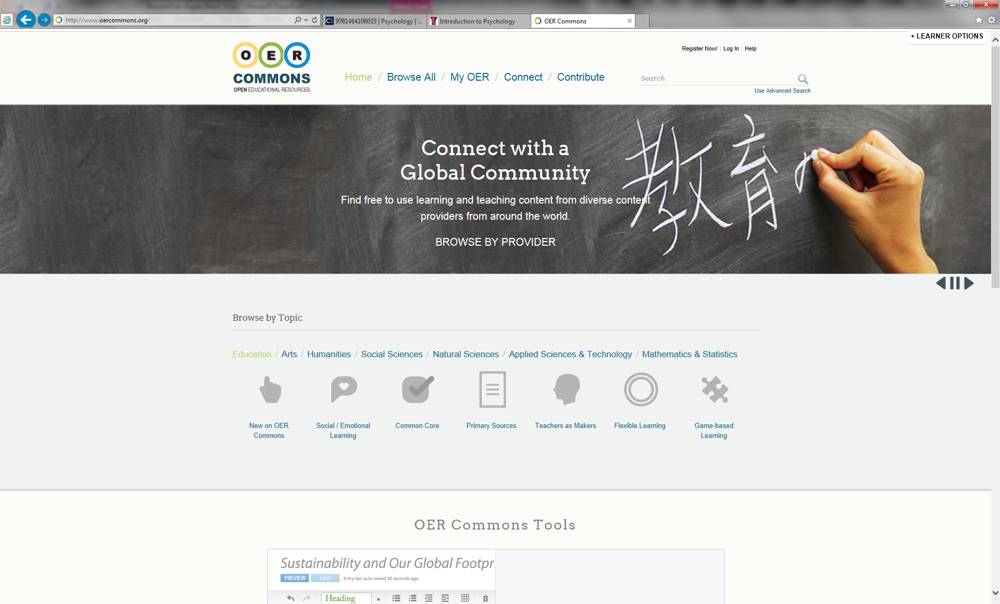 http://www.oercommons.org/
9781464106033 | Psychology | ...
Introduction to Psychology
OER Commons
+ LEARNER OPTIONS
OER
COMMONS
OPEN EDUCATIONAL RESOURCES
Register Now! | Log In | Help
Home / Browse All / My OER / Connect / Contribute
Search
Use Advanced Search
Connect with a
Global Community
Find free to use learning and teaching content from diverse content
providers from around the world.
BROWSE BY PROVIDER
教育
Browse by Topic
Education / Arts / Humanities / Social Sciences / Natural Sciences / Applied Sciences & Technology / Mathematics & Statistics
New on OER
Commons
Social / Emotional
Learning
Common Core
Primary Sources
Teachers as Makers
Flexible Learning
Game-based
Learning
OER Commons Tools
Sustainability and Our Global Footpr
PREVIEW SAVE Entry last auto-saved 30 seconds ago.
Heading B